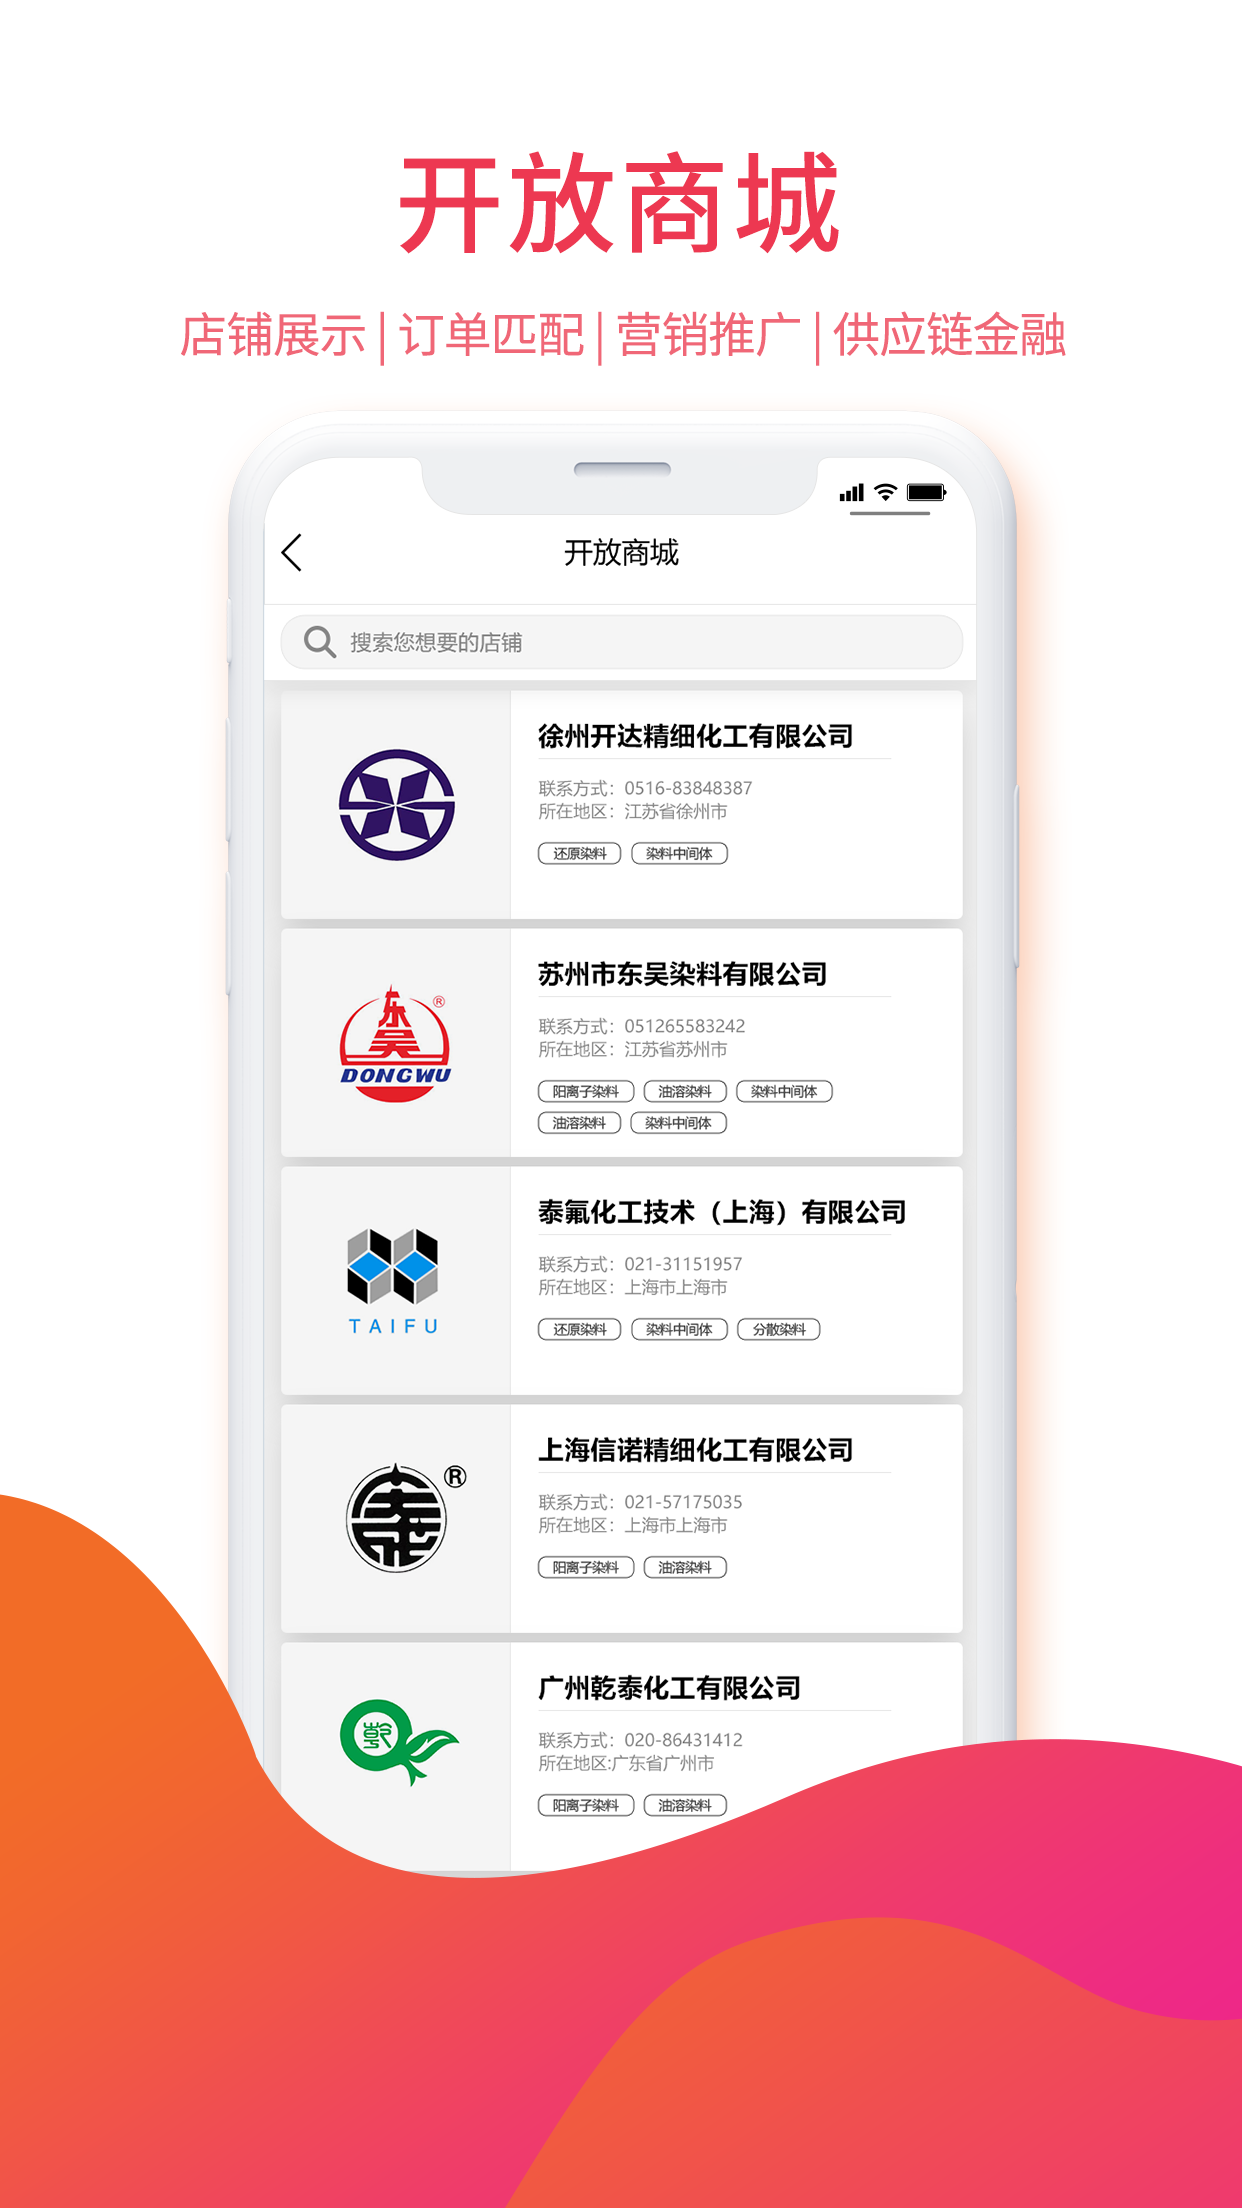 开放商城
店铺展示|订单匹配|营销推广|供应链金融
开放商城
搜索您想要的店铺
徐州开达精细化工有限公司
联系方式：0516-83848387
所在地区：江苏省徐州市
还原染料 染料中间体
东吴
®
DONGWU
苏州市东吴染料有限公司
联系方式：051265583242
所在地区：江苏省苏州市
阳离子染料 油溶染料 染料中间体
油溶染料 染料中间体
TAIFU
泰氟化工技术（上海）有限公司
联系方式：021-31151957
所在地区：上海市上海市
还原染料 染料中间体 分散染料
®
上海信诺精细化工有限公司
联系方式：021-57175035
所在地区：上海市上海市
阳离子染料 油溶染料
乾
广州乾泰化工有限公司
联系方式：020-86431412
所在地区:广东省广州市
阳离子染料 油溶染料